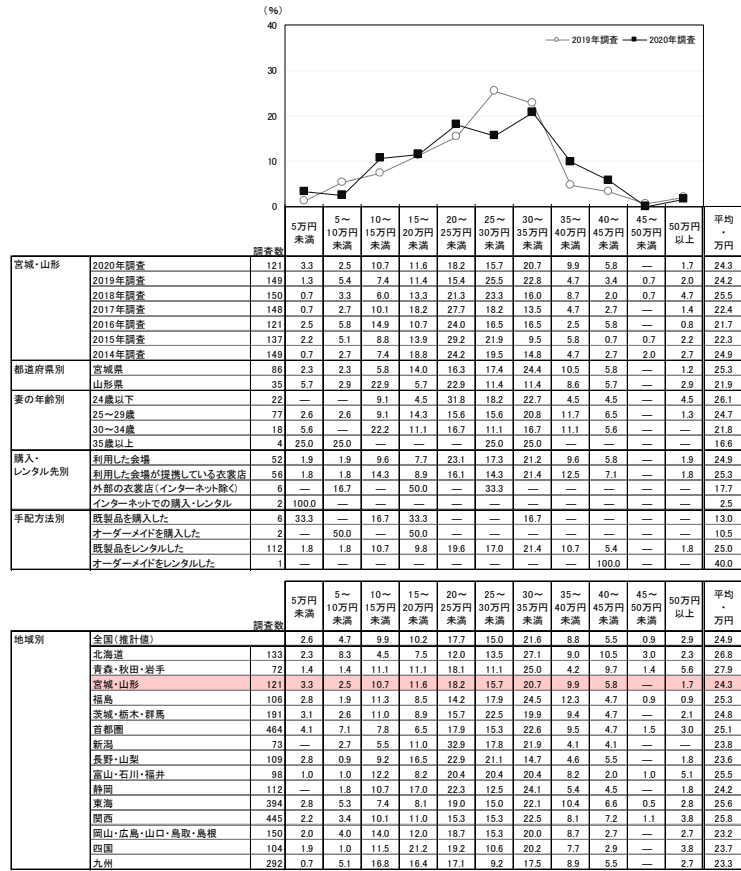 （%）
40
30
20
10
0
2019年調査 2020年調査
調査数 5万円未満 5～10万円未満 10～15万円未満 15～20万円未満 20～25万円未満 25～30万円未満 30～35万円未満 35～40万円未満 40～45万円未満 45～50万円未満 50万円以上 平均・万円
宮城・山形 2020年調査 121 3.3 2.5 10.7 11.6 18.2 15.7 20.7 9.9 5.8 — 1.7 24.3
2019年調査 149 1.3 5.4 7.4 11.4 15.4 25.5 22.8 4.7 3.4 0.7 2.0 24.2
2018年調査 150 0.7 3.3 6.0 13.3 21.3 23.3 16.0 8.7 2.0 0.7 4.7 25.5
2017年調査 148 0.7 2.7 10.1 18.2 27.7 18.2 13.5 4.7 2.7 — 1.4 22.4
2016年調査 121 2.5 5.8 14.9 10.7 24.0 16.5 16.5 2.5 5.8 — 0.8 21.7
2015年調査 137 2.2 5.1 8.8 13.9 29.2 21.9 9.5 5.8 0.7 0.7 2.2 22.3
2014年調査 149 0.7 2.7 7.4 18.8 24.2 19.5 14.8 4.7 2.7 2.0 2.7 24.9
都道府県別 宮城県 86 2.3 2.3 5.8 14.0 16.3 17.4 24.4 10.5 5.8 — 1.2 25.3
山形県 35 5.7 2.9 22.9 5.7 22.9 11.4 11.4 8.6 5.7 — 2.9 21.9
妻の年齢別 24歳以下 22 — — 9.1 4.5 31.8 18.2 22.7 4.5 4.5 — 4.5 26.1
25～29歳 77 2.6 2.6 9.1 14.3 15.6 15.6 20.8 11.7 6.5 — 1.3 24.7
30～34歳 18 5.6 — 22.2 11.1 16.7 11.1 16.7 11.1 5.6 — — 21.8
35歳以上 4 25.0 25.0 — — — 25.0 25.0 — — — — 16.6
購入・レンタル先別 利用した会場 52 1.9 1.9 9.6 7.7 23.1 17.3 21.2 9.6 5.8 — 1.9 24.9
利用した会場が提携している衣裳店 56 1.8 1.8 14.3 8.9 16.1 14.3 21.4 12.5 7.1 — 1.8 25.3
外部の衣裳店（インターネット除く） 6 — 16.7 — 50.0 — 33.3 — — — — — 17.7
インターネットでの購入・レンタル 2 100.0 — — — — — — — — — — 2.5
手配方法別 既製品を購入した 6 33.3 — 16.7 33.3 — — 16.7 — — — — 13.0
オーダーメイドを購入した 2 — 50.0 — 50.0 — — — — — — — 10.5
既製品をレンタルした 112 1.8 1.8 10.7 9.8 19.6 17.0 21.4 10.7 5.4 — 1.8 25.0
オーダーメイドをレンタルした 1 — — — — — — — — 100.0 — — 40.0
調査数 5万円未満 5～10万円未満 10～15万円未満 15～20万円未満 20～25万円未満 25～30万円未満 30～35万円未満 35～40万円未満 40～45万円未満 45～50万円未満 50万円以上 平均・万円
地域別 全国（推計値） 2.6 4.7 9.9 10.2 17.7 15.0 21.6 8.8 5.5 0.9 2.9 24.9
北海道 133 2.3 8.3 4.5 7.5 12.0 13.5 27.1 9.0 10.5 3.0 2.3 26.8
青森・秋田・岩手 72 1.4 1.4 11.1 11.1 18.1 11.1 25.0 4.2 9.7 1.4 5.6 27.9
宮城・山形 121 3.3 2.5 10.7 11.6 18.2 15.7 20.7 9.9 5.8 — 1.7 24.3
福島 106 2.8 1.9 11.3 8.5 14.2 17.9 24.5 12.3 4.7 0.9 0.9 25.3
茨城・栃木・群馬 191 3.1 2.6 11.0 8.9 15.7 22.5 19.9 9.4 4.7 — 2.1 24.8
首都圏 464 4.1 7.1 7.8 6.5 17.9 15.3 22.6 9.5 4.7 1.5 3.0 25.1
新潟 73 — 2.7 5.5 11.0 32.9 17.8 21.9 4.1 4.1 — — 23.8
長野・山梨 109 2.8 0.9 9.2 16.5 22.9 21.1 14.7 4.6 5.5 — 1.8 23.6
富山・石川・福井 98 1.0 1.0 12.2 8.2 20.4 20.4 20.4 8.2 2.0 1.0 5.1 25.5
静岡 112 — 1.8 10.7 17.0 22.3 12.5 24.1 5.4 4.5 — 1.8 24.2
東海 394 2.8 5.3 7.4 8.1 19.0 15.0 22.1 10.4 6.6 0.5 2.8 25.6
関西 445 2.2 3.4 10.1 11.0 15.3 15.3 22.5 8.1 7.2 1.1 3.8 25.8
岡山・広島・山口・鳥取・島根 150 2.0 4.0 14.0 12.0 18.7 15.3 20.0 8.7 2.7 — 2.7 23.2
四国 104 1.9 1.0 11.5 21.2 19.2 10.6 20.2 7.7 2.9 — 3.8 23.7
九州 292 0.7 5.1 16.8 16.4 17.1 9.2 17.5 8.9 5.5 — 2.7 23.3